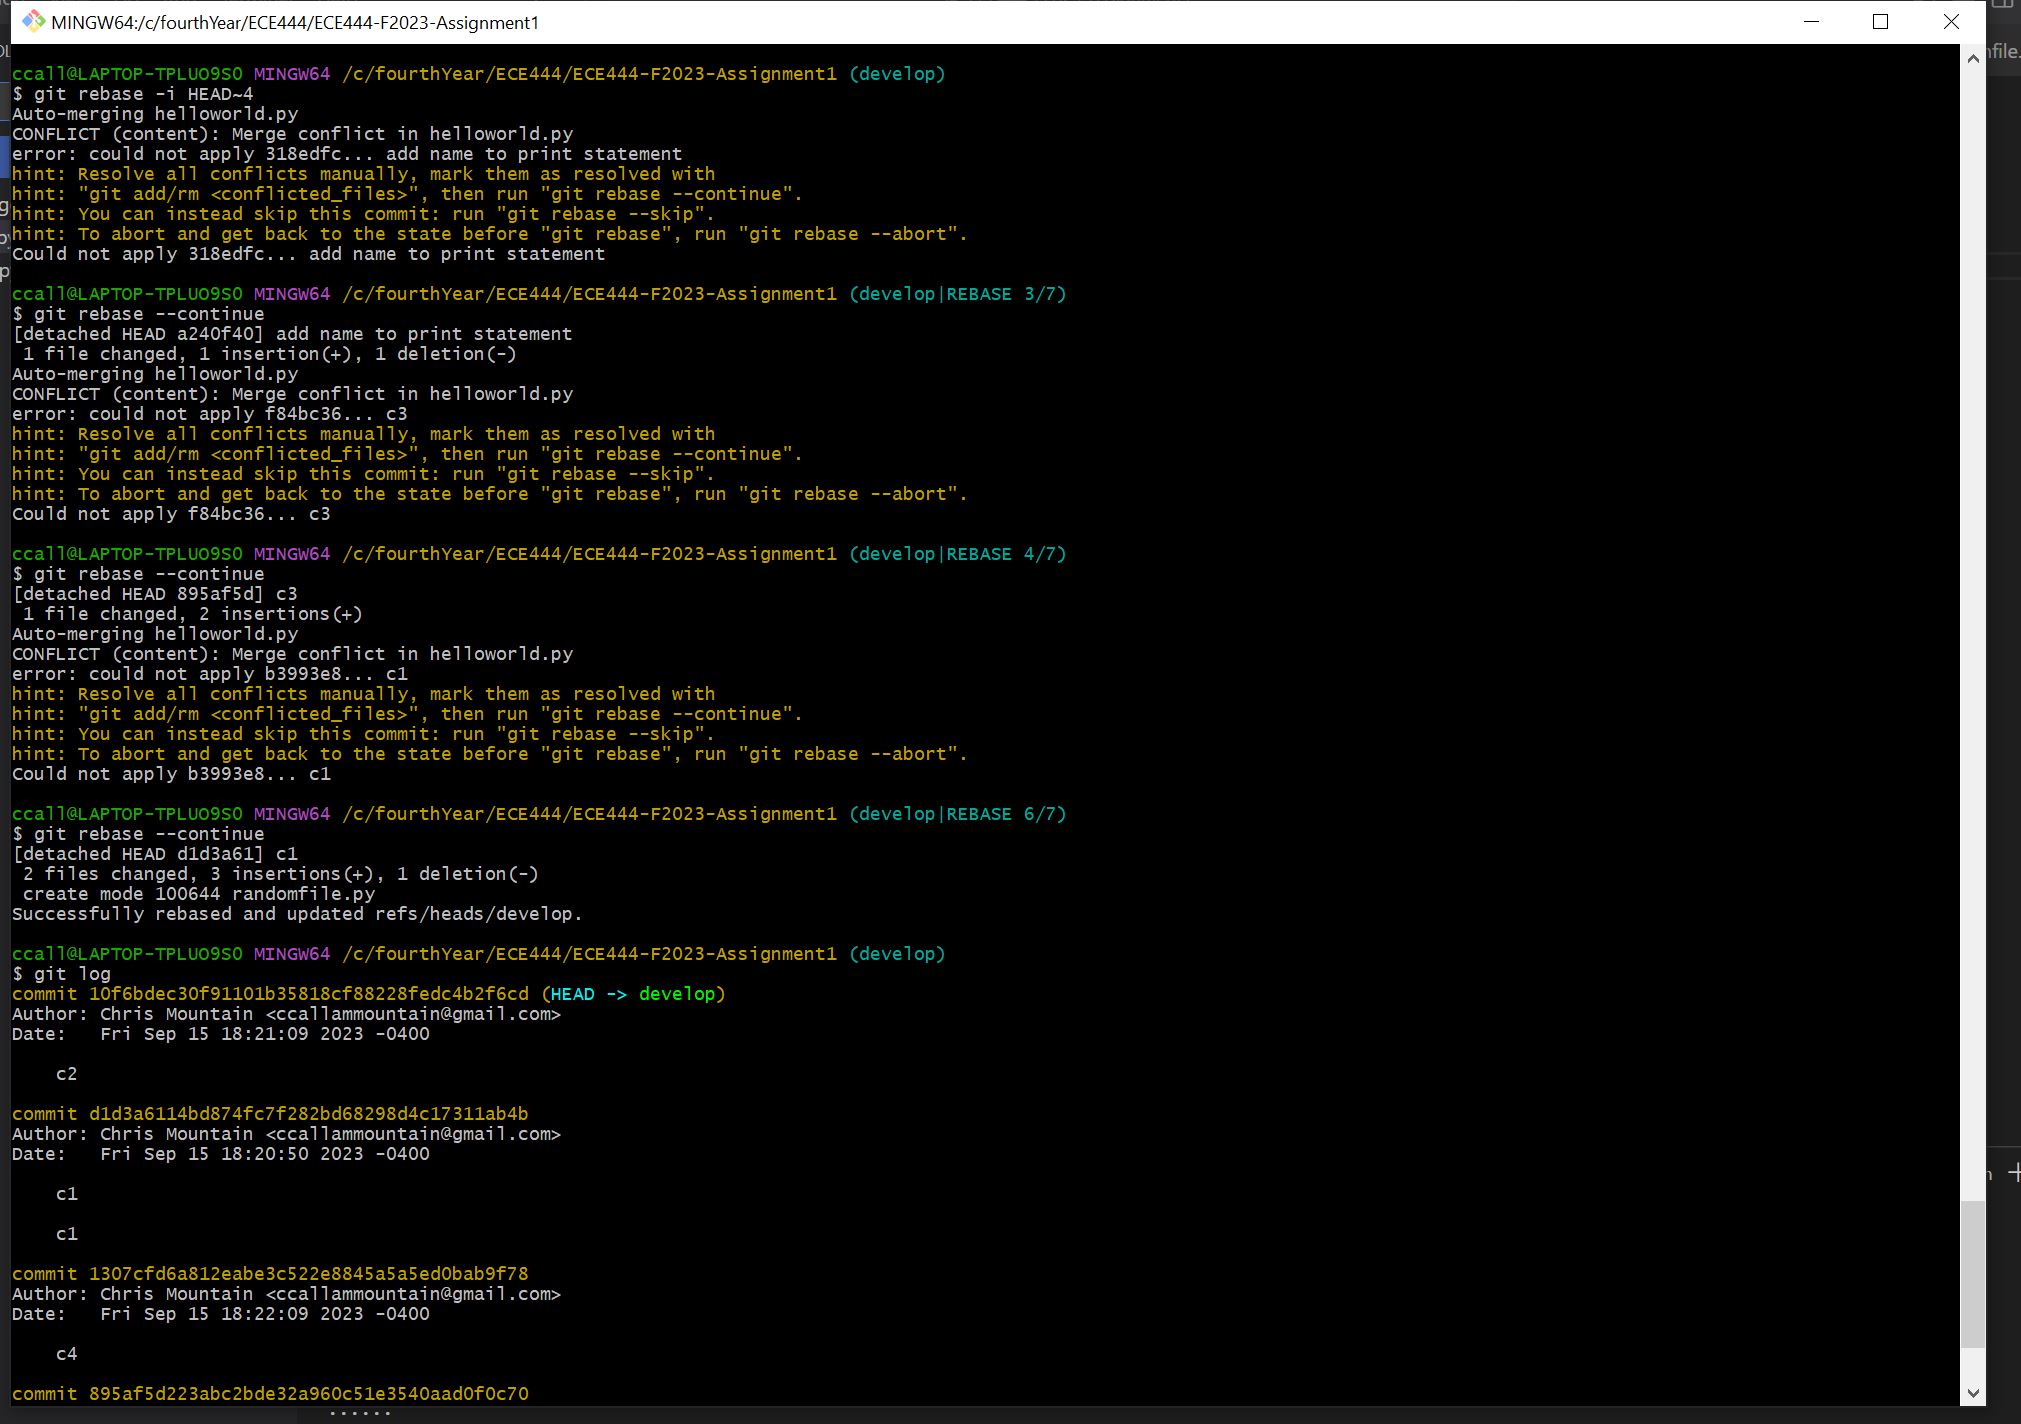 MINGW64:/c/fourthYear/ECE444/ECE444-F2023-Assignment1
ccall@LAPTOP-TPLUO9S0 MINGW64 /c/fourthYear/ECE444/ECE444-F2023-Assignment1 (develop)
$ git rebase -i HEAD~4
Auto-merging helloworld.py
CONFLICT (content): Merge conflict in helloworld.py
error: could not apply 318edfc... add name to print statement
hint: Resolve all conflicts manually, mark them as resolved with
hint: "git add/rm <conflicted_files>", then run "git rebase --continue".
hint: You can instead skip this commit: run "git rebase --skip".
hint: To abort and get back to the state before "git rebase", run "git rebase --abort".
Could not apply 318edfc... add name to print statement
ccall@LAPTOP-TPLUO9S0 MINGW64 /c/fourthYear/ECE444/ECE444-F2023-Assignment1 (develop|REBASE 3/7)
$ git rebase --continue
[detached HEAD a240f40] add name to print statement
 1 file changed, 1 insertion(+), 1 deletion(-)
Auto-merging helloworld.py
CONFLICT (content): Merge conflict in helloworld.py
error: could not apply f84bc36... c3
hint: Resolve all conflicts manually, mark them as resolved with
hint: "git add/rm <conflicted_files>", then run "git rebase --continue".
hint: You can instead skip this commit: run "git rebase --skip".
hint: To abort and get back to the state before "git rebase", run "git rebase --abort".
Could not apply f84bc36... c3
ccall@LAPTOP-TPLUO9S0 MINGW64 /c/fourthYear/ECE444/ECE444-F2023-Assignment1 (develop|REBASE 4/7)
$ git rebase --continue
[detached HEAD 895af5d] c3
 1 file changed, 2 insertions(+)
Auto-merging helloworld.py
CONFLICT (content): Merge conflict in helloworld.py
error: could not apply b3993e8... c1
hint: Resolve all conflicts manually, mark them as resolved with
hint: "git add/rm <conflicted_files>", then run "git rebase --continue".
hint: You can instead skip this commit: run "git rebase --skip".
hint: To abort and get back to the state before "git rebase", run "git rebase --abort".
Could not apply b3993e8... c1
ccall@LAPTOP-TPLUO9S0 MINGW64 /c/fourthYear/ECE444/ECE444-F2023-Assignment1 (develop|REBASE 6/7)
$ git rebase --continue
[detached HEAD d1d3a61] c1
 2 files changed, 3 insertions(+), 1 deletion(-)
 create mode 100644 randomfile.py
Successfully rebased and updated refs/heads/develop.
ccall@LAPTOP-TPLUO9S0 MINGW64 /c/fourthYear/ECE444/ECE444-F2023-Assignment1 (develop)
$ git log
commit 10f6bdec30f91101b35818cf88228fedc4b2f6cd (HEAD -> develop)
Author: Chris Mountain <ccallammountain@gmail.com>
Date:   Fri Sep 15 18:21:09 2023 -0400
c2
commit d1d3a6114bd874fc7f282bd68298d4c17311ab4b
Author: Chris Mountain <ccallammountain@gmail.com>
Date:   Fri Sep 15 18:20:50 2023 -0400
c1
c1
commit 1307cfd6a812eabe3c522e8845a5a5ed0bab9f78
Author: Chris Mountain <ccallammountain@gmail.com>
Date:   Fri Sep 15 18:22:09 2023 -0400
c4
commit 895af5d223abc2bde32a960c51e3540aad0f0c70